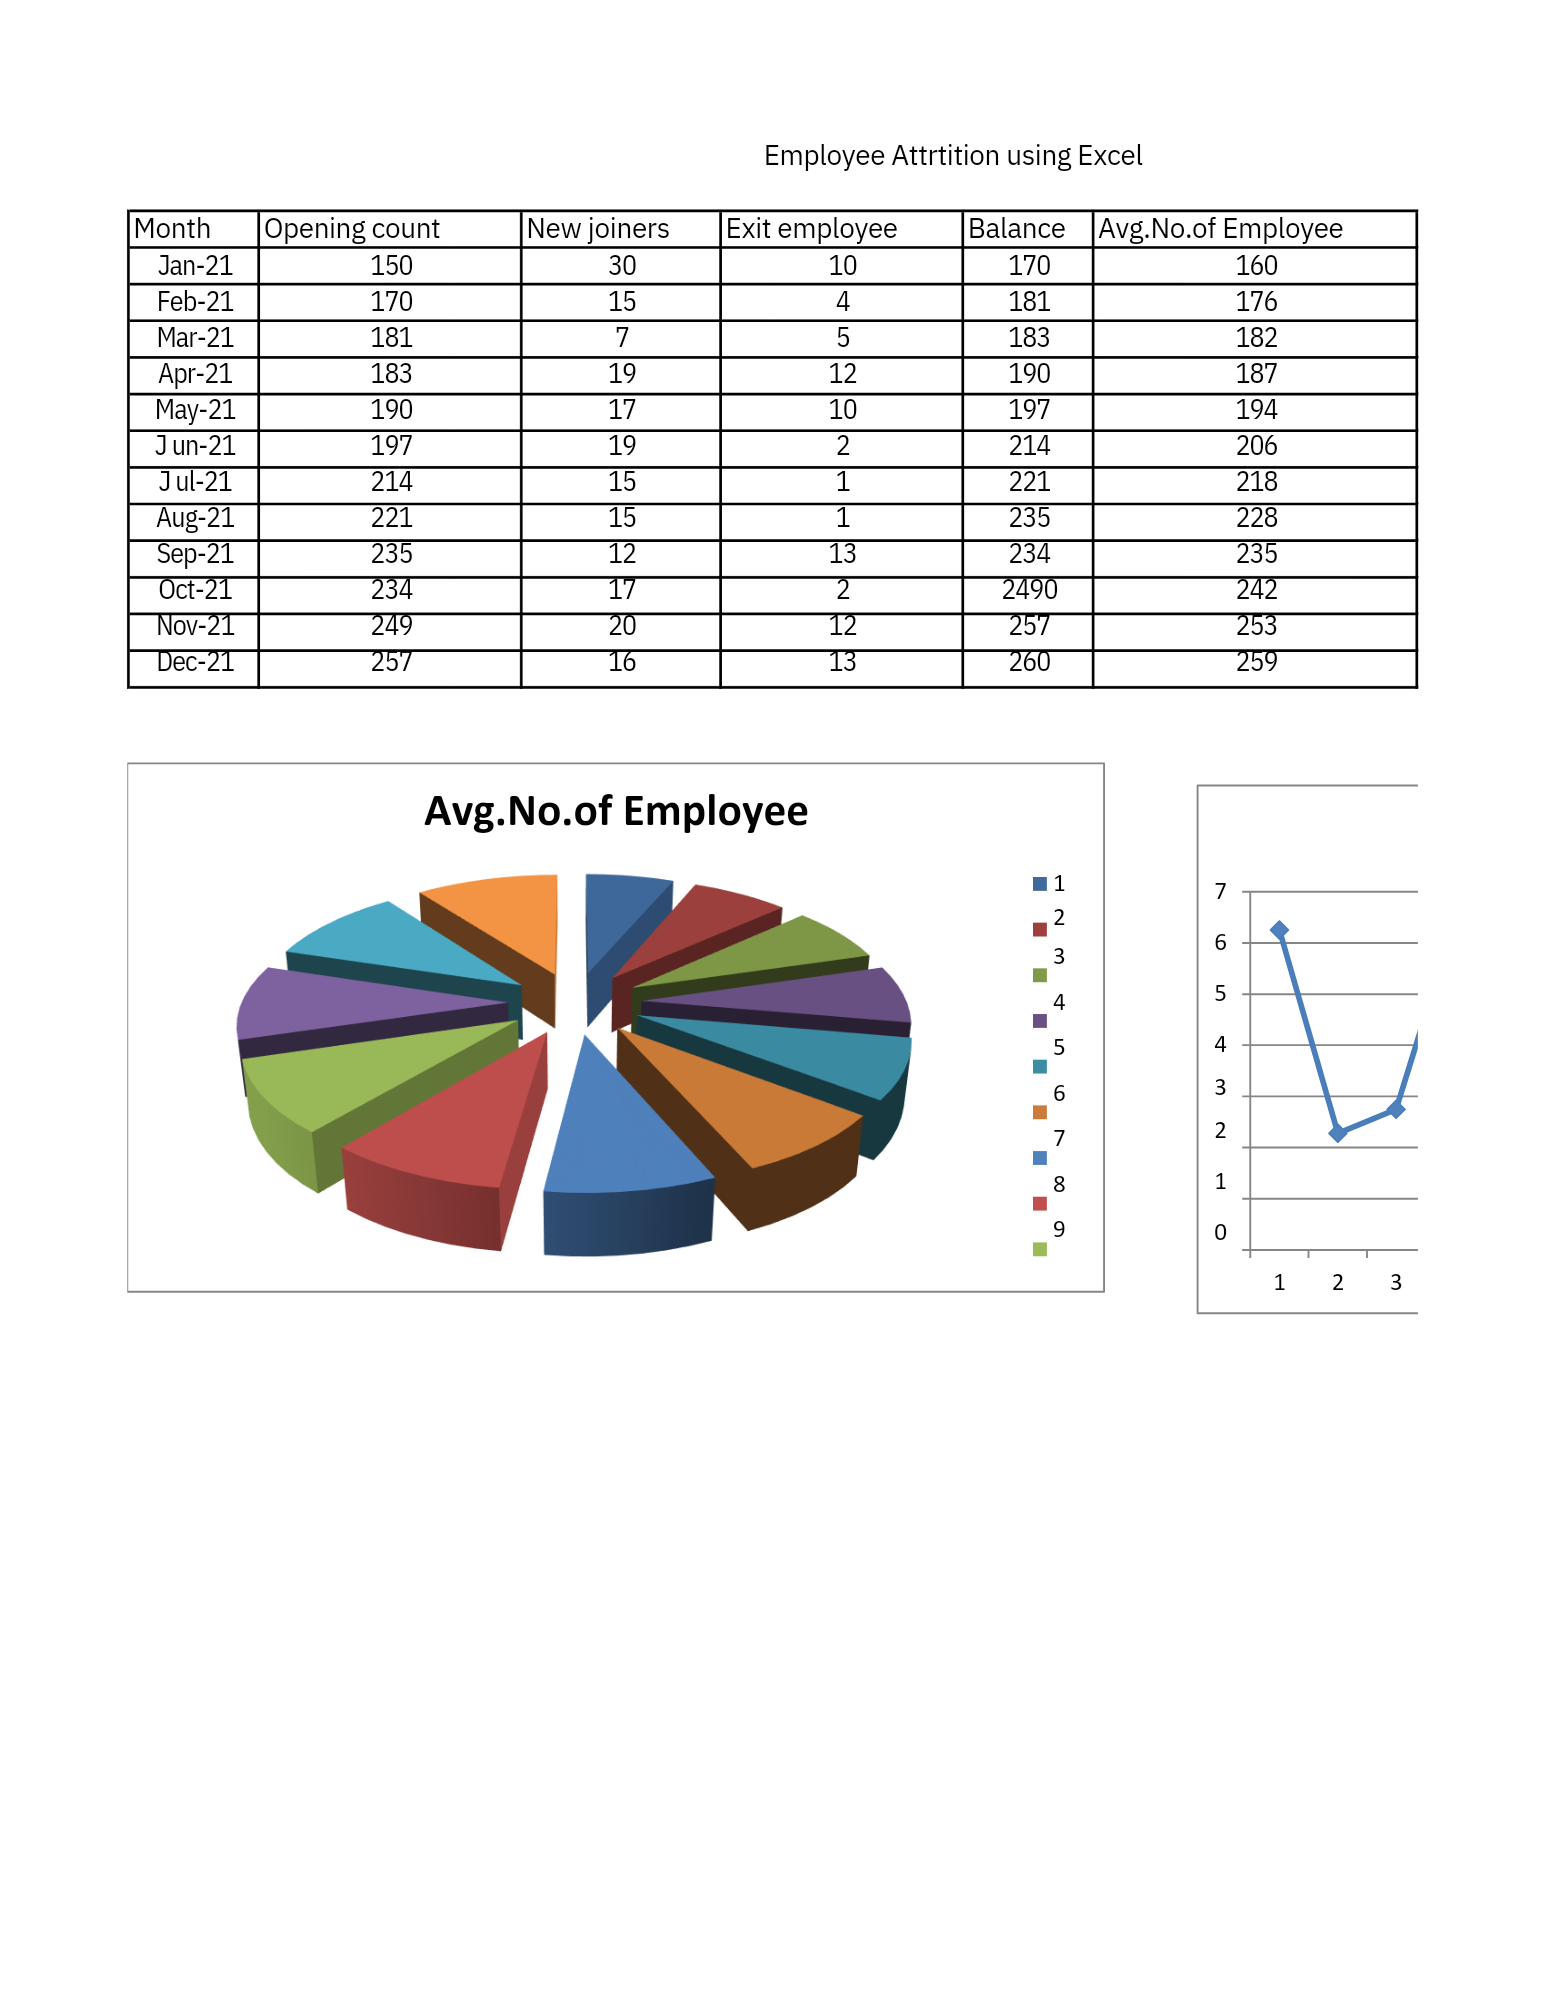 Employee Attrtition using Excel
Month Opening count New joiners Exit employee Balance Avg.No.of Employee
Jan-21 150 30 10 170 160
Feb-21 170 15 4 181 176
Mar-21 181 7 5 183 182
Apr-21 183 19 12 190 187
May-21 190 17 10 197 194
J un-21 197 19 2 214 206
J ul-21 214 15 1 221 218
Aug-21 221 15 1 235 228
Sep-21 235 12 13 234 235
Oct-21 234 17 2 2490 242
Nov-21 249 20 12 257 253
Dec-21 257 16 13 260 259
Avg.No.of Employee
1
2
3
4
5
6
7
8
9
7
6
5
4
3
2
1
0
1 2 3